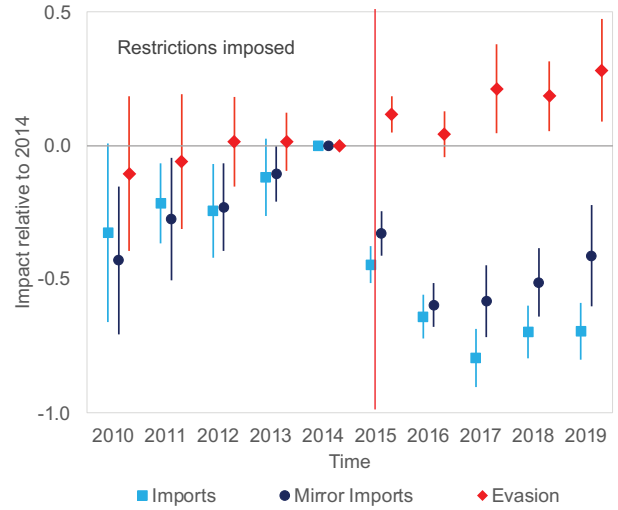 Impact relative to 2014
0.5
0.0
-0.5
-1.0
Restrictions imposed
2010 2011 2012 2013 2014 2015 2016 2017 2018 2019
Time
Imports Mirror Imports Evasion